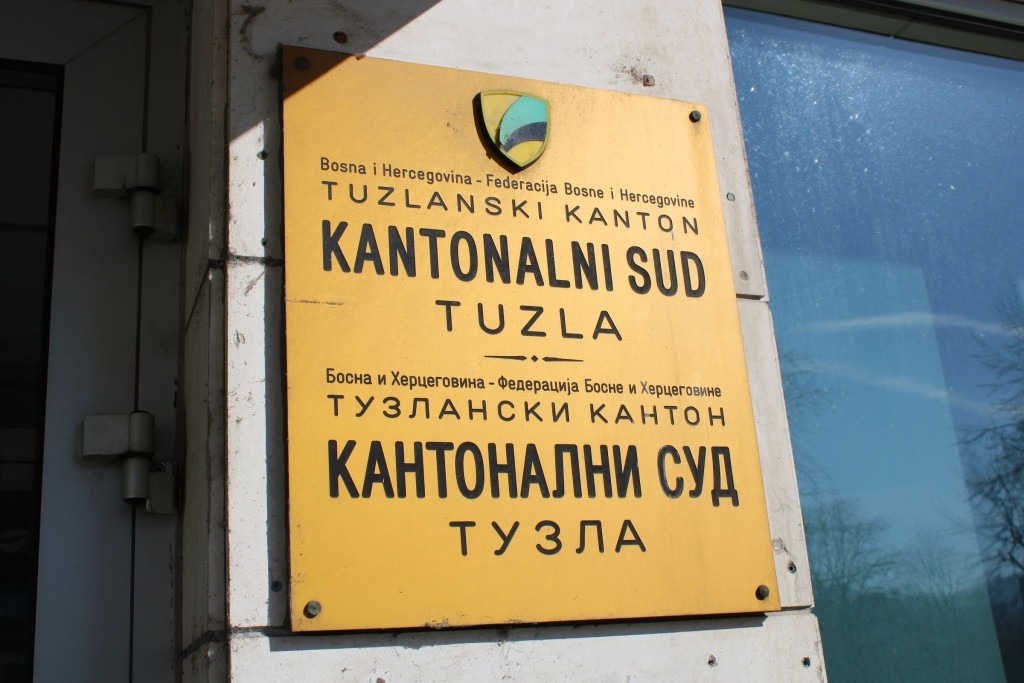 Bosna i Hercegovina - Federacija Bosne i Hercegovine
TUZLANSKI KANTON
KANTONALNI SUD
TUZLA
Босна и Херцеговина - Федерација Босне и Херцеговине
ТУЗЛАНСКИ КАНТОН
КАНТОНАЛНИ СУД
ТУЗЛА